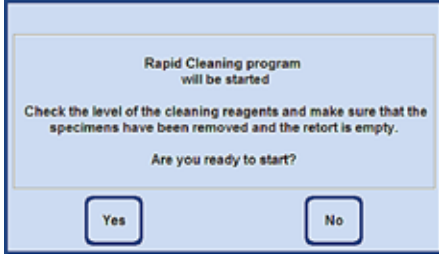 Rapid Cleaning program
will be started
Check the level of the cleaning reagents and make sure that the
specimens have been removed and the retort is empty.
Are you ready to start?
Yes
No